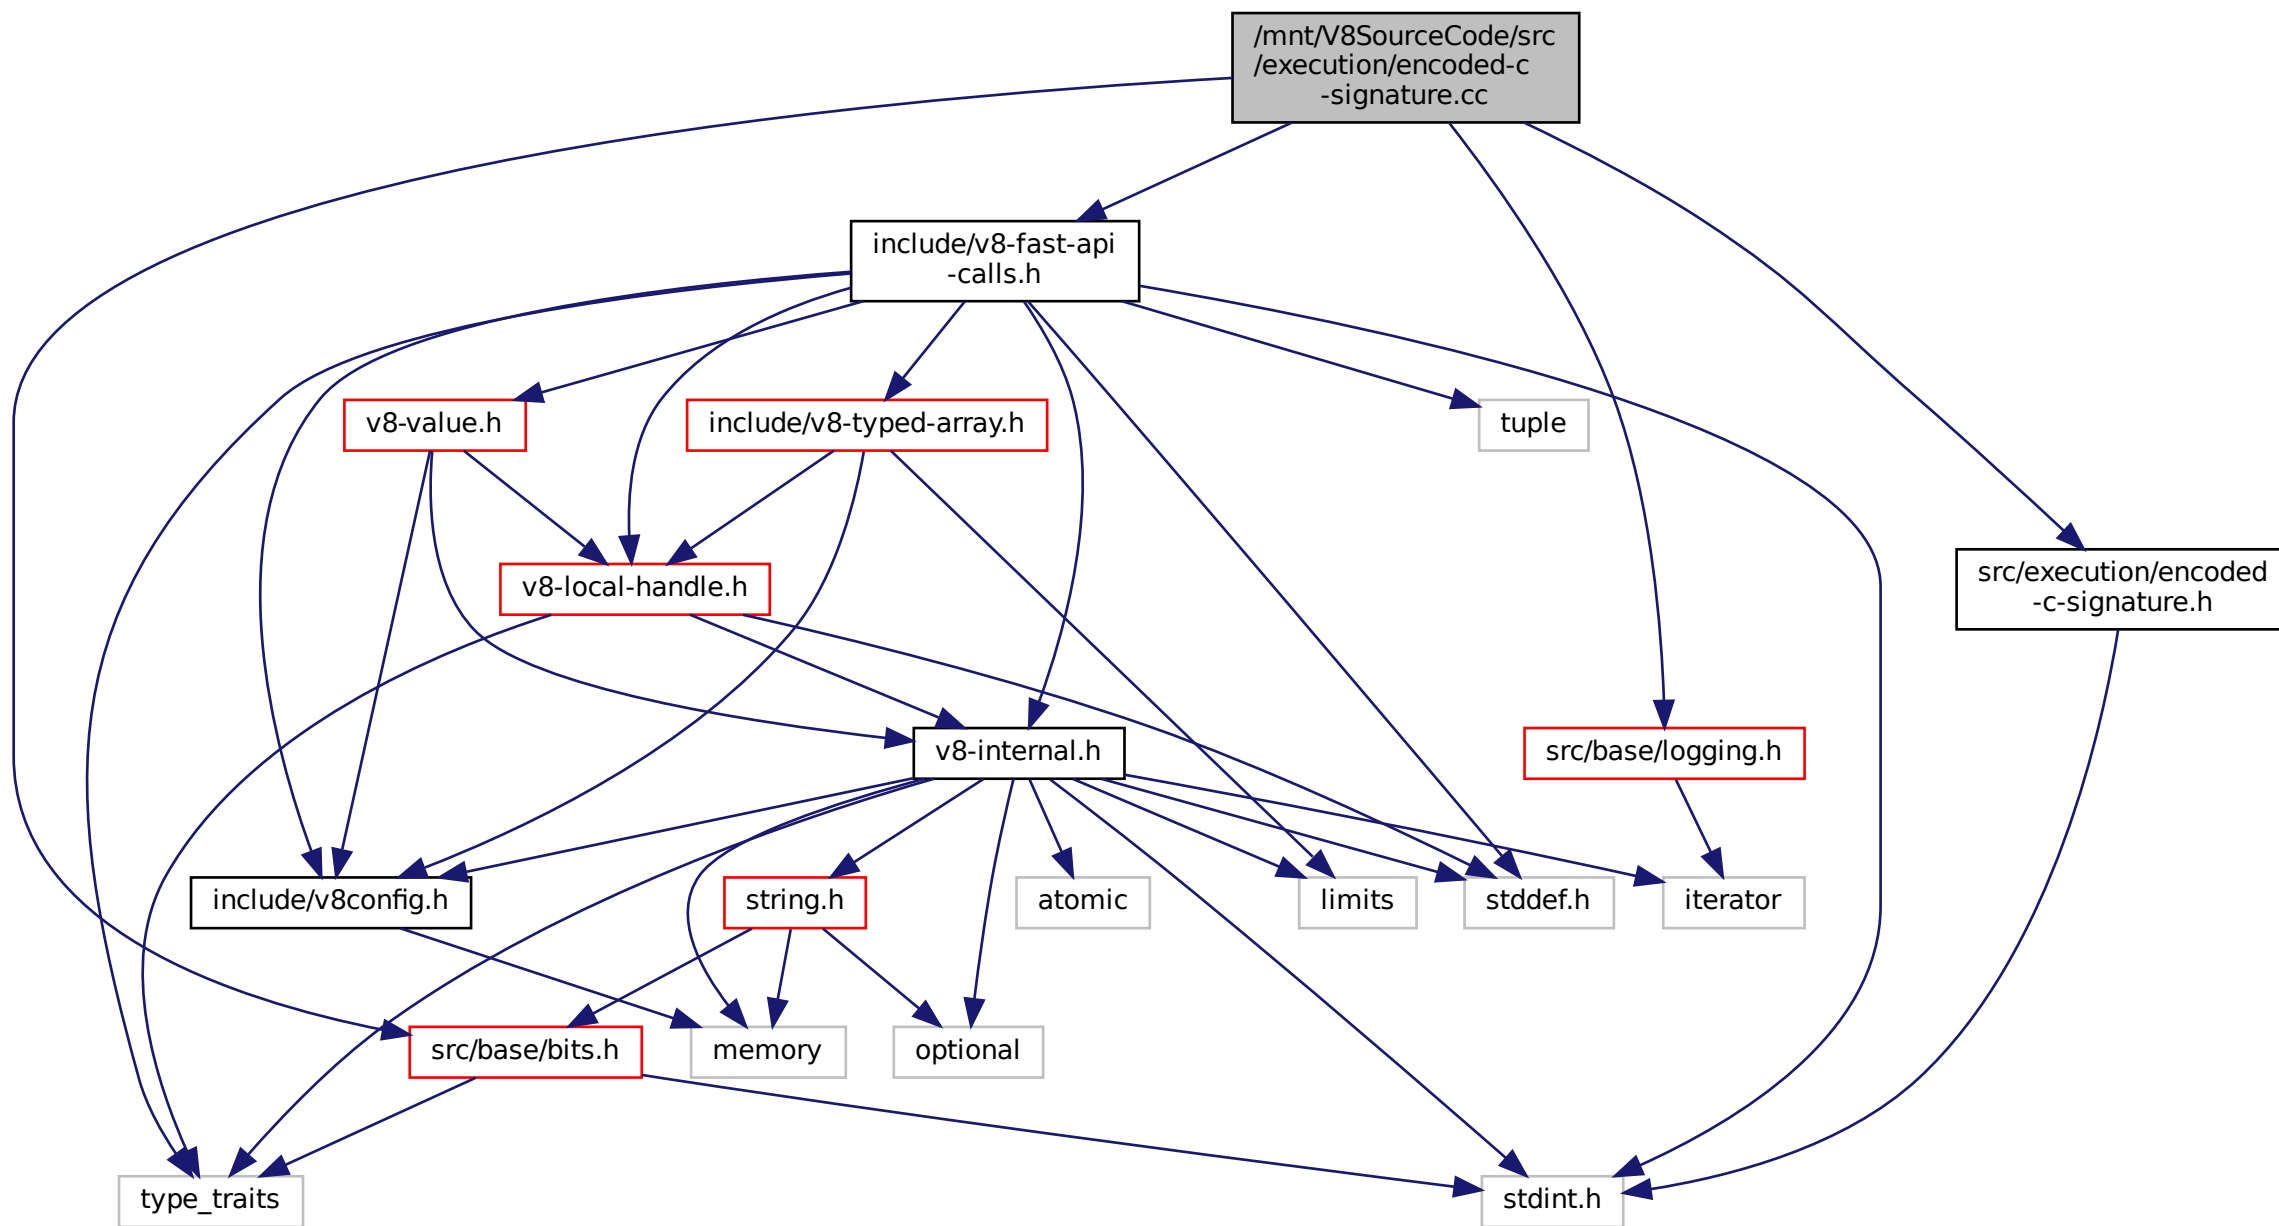 /mnt/V8SourceCode/src
/execution/encoded-c
-signature.cc
include/v8-fast-api
-calls.h
v8-value.h
include/v8-typed-array.h
tuple
v8-local-handle.h
src/execution/encoded
-c-signature.h
v8-internal.h
src/base/logging.h
include/v8config.h
string.h
atomic
limits
stddef.h
iterator
src/base/bits.h
memory
optional
type_traits
stdint.h